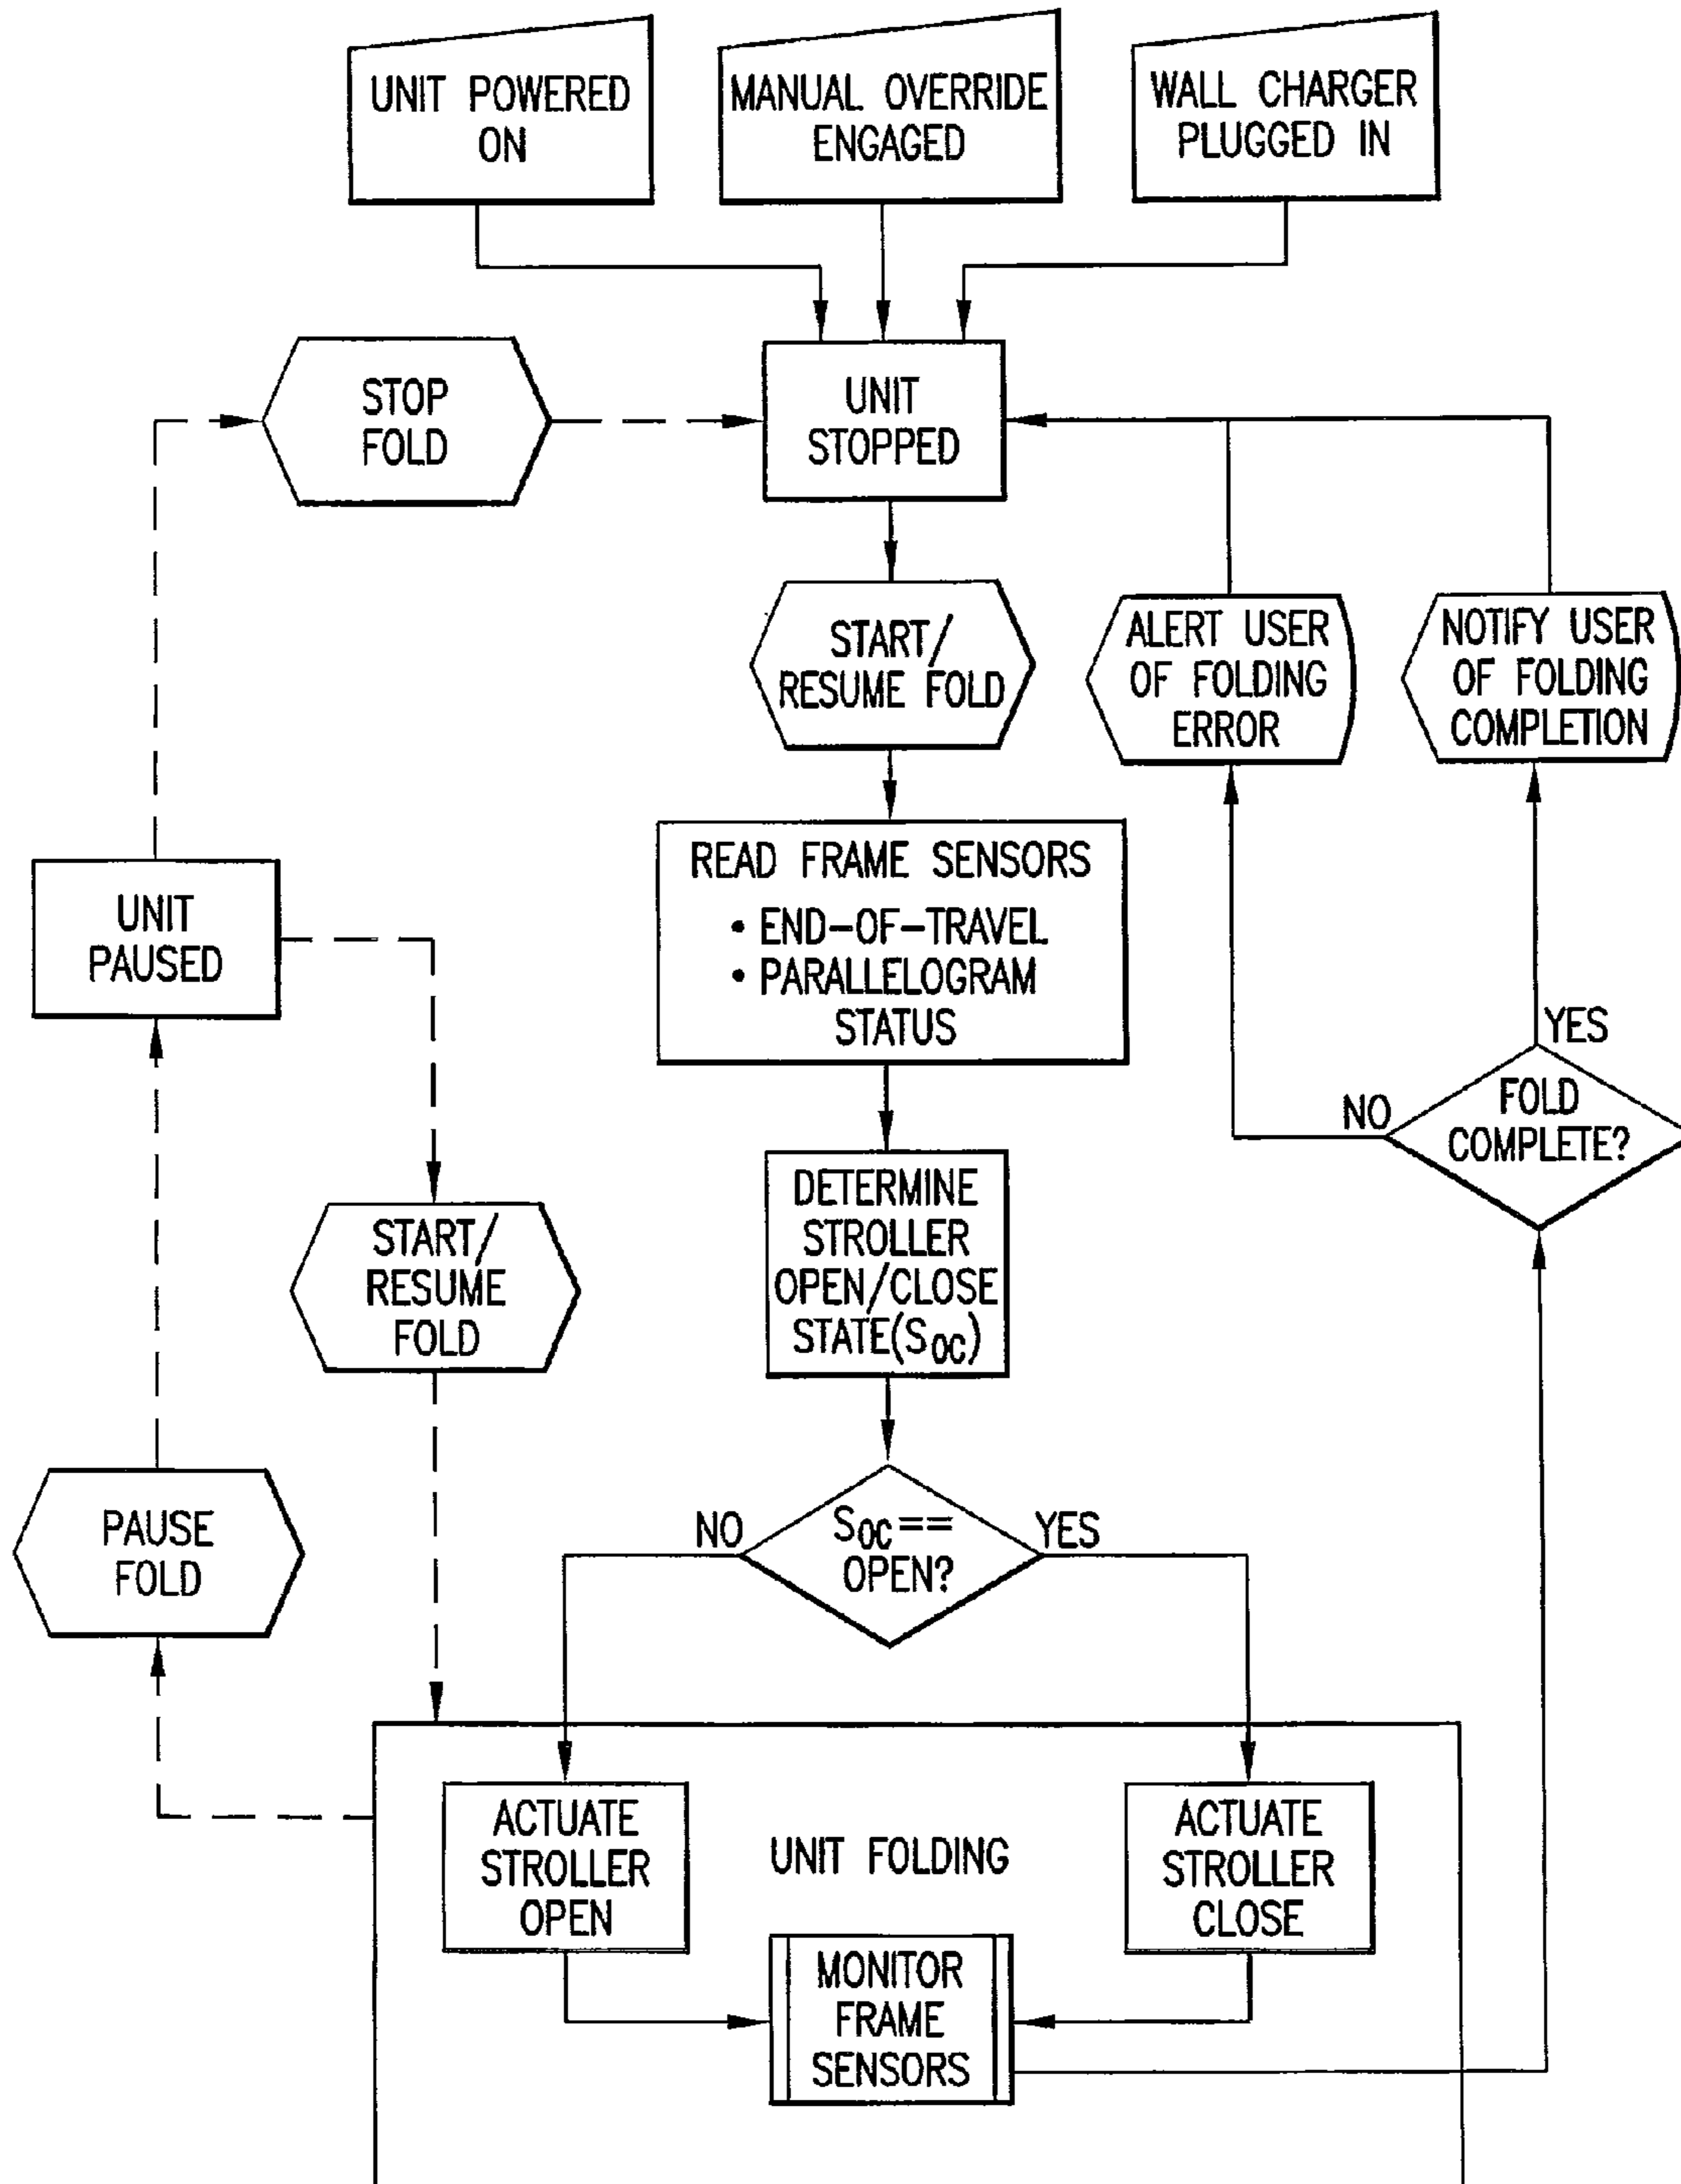 UNIT POWERED
ON
MANUAL OVERRIDE
ENGAGED
WALL CHARGER
PLUGGED IN
STOP
FOLD
UNIT
STOPPED
START/
RESUME FOLD
ALERT USER
OF FOLDING
ERROR
NOTIFY USER
OF FOLDING
COMPLETION
READ FRAME SENSORS
• END-OF-TRAVEL
• PARALLELOGRAM
STATUS
UNIT
PAUSED
YES
FOLD
COMPLETE?
NO
DETERMINE
STROLLER
OPEN/CLOSE
STATE(SOC)
START/
RESUME
FOLD
PAUSE
FOLD
NO
SOC==
OPEN?
YES
ACTUATE
STROLLER
OPEN
UNIT FOLDING
ACTUATE
STROLLER
CLOSE
MONITOR
FRAME
SENSORS